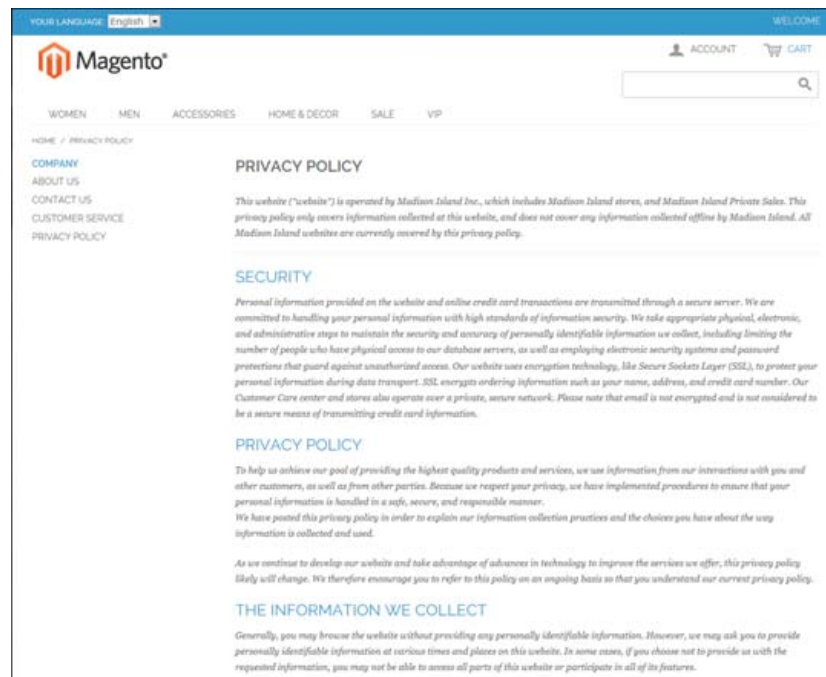 YOUR LANGUAGE: English
WELCOME
Magento®
ACCOUNT
CART
WOMEN MEN ACCESSORIES HOME & DECOR SALE VIP
HOME / PRIVACY POLICY
COMPANY
ABOUT US
CONTACT US
CUSTOMER SERVICE
PRIVACY POLICY
PRIVACY POLICY
This website ("website") is operated by Madison Island Inc., which includes Madison Island stores, and Madison Island Private Sales. This
privacy policy only covers information collected at this website, and does not cover any information collected offline by Madison Island. All
Madison Island websites are currently covered by this privacy policy.
SECURITY
Personal information provided on the website and online credit card transactions are transmitted through a secure server. We are
committed to handling your personal information with high standards of information security. We take appropriate physical, electronic,
and administrative steps to maintain the security and accuracy of personally identifiable information we collect, including limiting the
number of people who have physical access to our database servers, as well as employing electronic security systems and password
protections that guard against unauthorized access. Our website uses encryption technology, like Secure Sockets Layer (SSL), to protect your
personal information during data transport. SSL encrypts ordering information such as your name, address, and credit card number. Our
Customer Care center and stores also operate over a private, secure network. Please note that email is not encrypted and is not considered to
be a secure means of transmitting credit card information.
PRIVACY POLICY
To help us achieve our goal of providing the highest quality products and services, we use information from our interactions with you and
other customers, as well as from other parties. Because we respect your privacy, we have implemented procedures to ensure that your
personal information is handled in a safe, secure, and responsible manner.
We have posted this privacy policy in order to explain our information collection practices and the choices you have about the way
information is collected and used.
As we continue to develop our website and take advantage of advances in technology to improve the services we offer, this privacy policy
likely will change. We therefore encourage you to refer to this policy on an ongoing basis so that you understand our current privacy policy.
THE INFORMATION WE COLLECT
Generally, you may browse the website without providing any personally identifiable information. However, we may ask you to provide
personally identifiable information at various times and places on this website. In some cases, if you choose not to provide us with the
requested information, you may not be able to access all parts of this website or participate in all of its features.